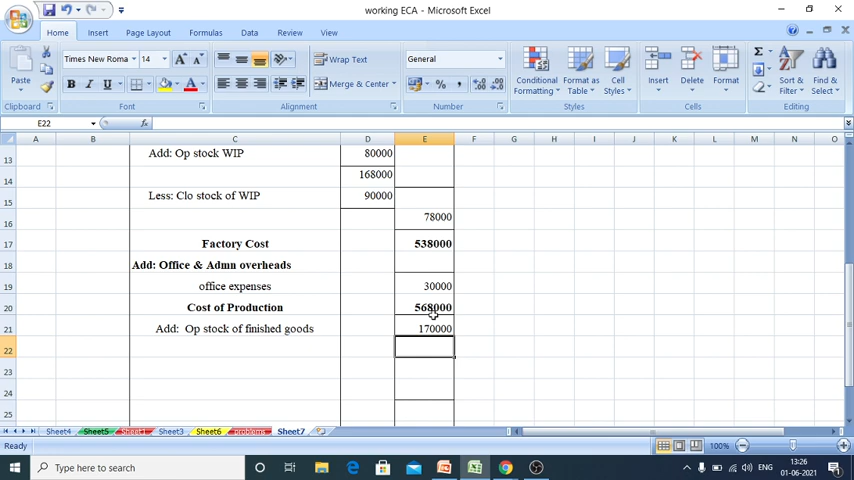 working ECA - Microsoft Excel
Home Insert Page Layout Formulas Data Review View
Times New Roma 14 A A Wrap Text General
Paste B I U A Merge & Center % , Conditional Formatting Format as Table Cell Styles Insert Delete Format Σ Sort & Filter Find & Select
Clipboard Font Alignment Number Styles Cells Editing
E22 fx
A B C D E F G H I J K L M N O
13 Add: Op stock WIP 80000
14 168000
15 Less: Clo stock of WIP 90000
16 78000
17 Factory Cost 538000
18 Add: Office & Admn overheads
19 office expenses 30000
20 Cost of Production 568000
21 Add: Op stock of finished goods 170000
22
23
24
25
Sheet4 Sheet5 Sheet1 Sheet3 Sheet6 problems Sheet7
Ready 100%
Type here to search ENG 13:26
01-06-2021